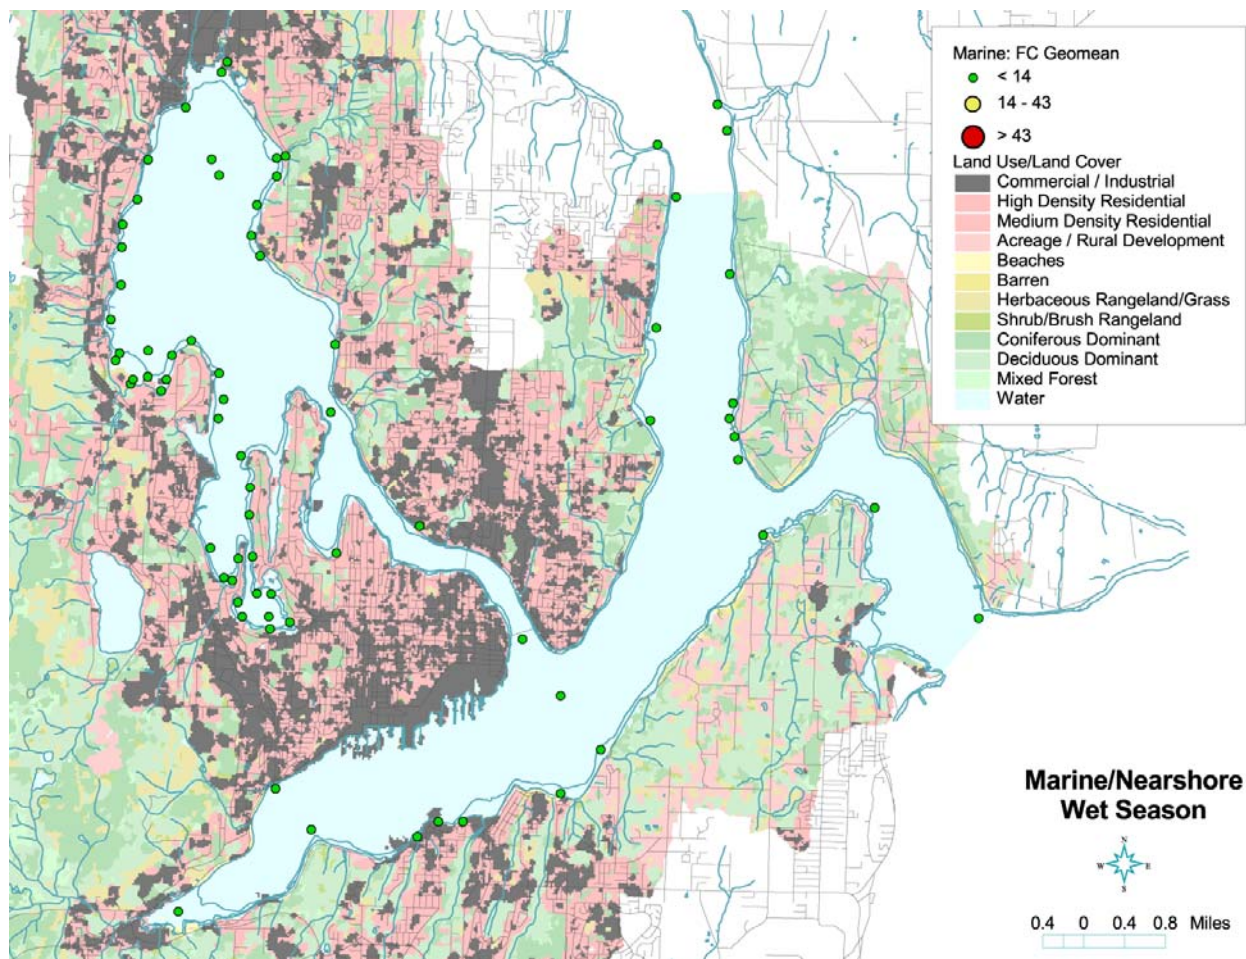 Marine: FC Geomean
< 14
14 - 43
> 43
Land Use/Land Cover
Commercial / Industrial
High Density Residential
Medium Density Residential
Acreage / Rural Development
Beaches
Barren
Herbaceous Rangeland/Grass
Shrub/Brush Rangeland
Coniferous Dominant
Deciduous Dominant
Mixed Forest
Water
Marine/Nearshore
Wet Season
N
W E
S
0.4 0 0.4 0.8 Miles